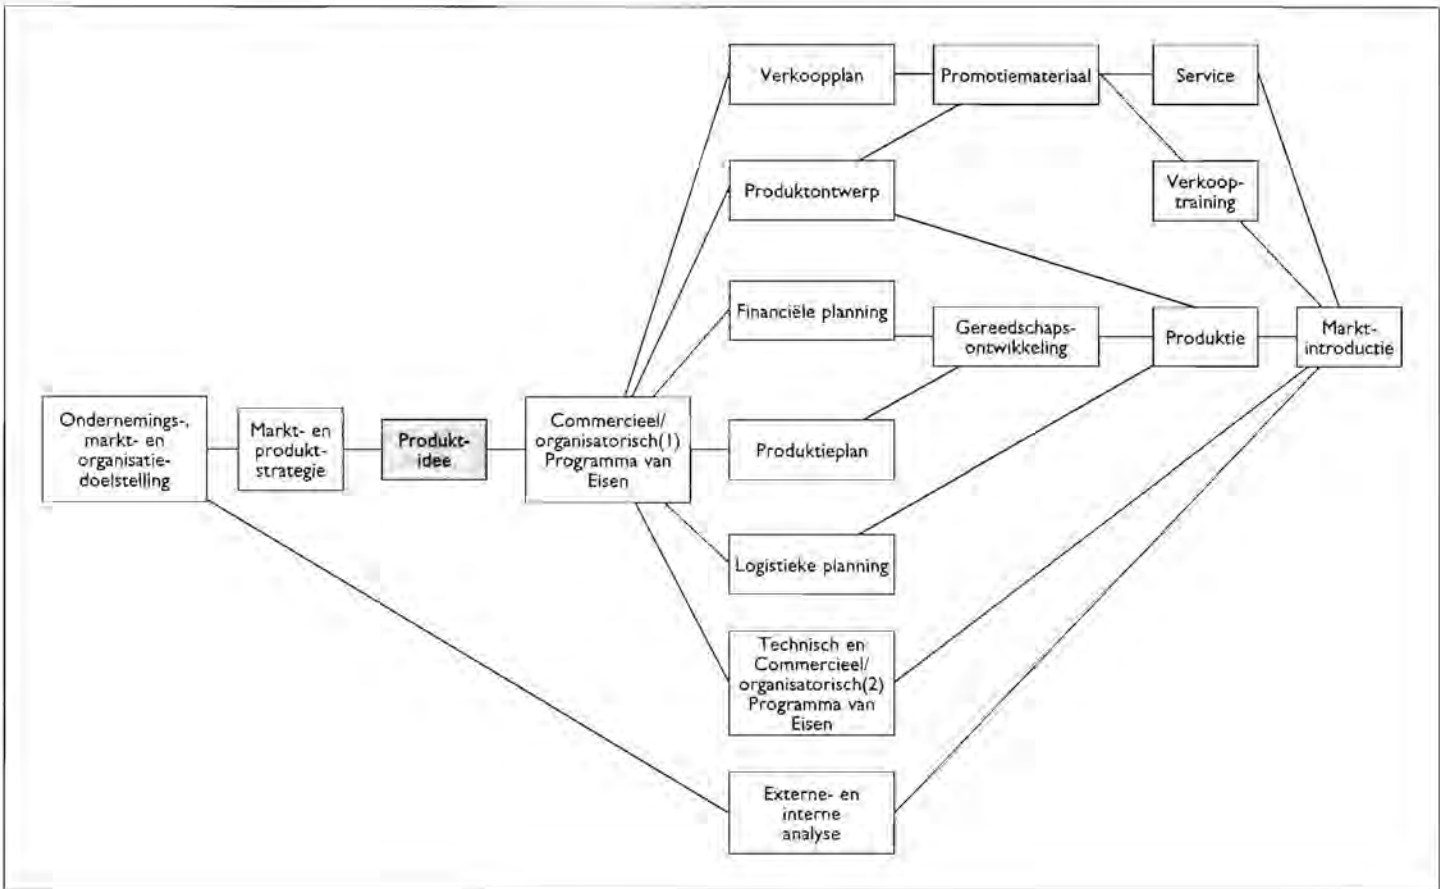 Verkoopplan
Promotiemateriaal
Service
Produktontwerp
Verkoop-
training
Financiële planning
Gereedschaps-
ontwikkeling
Produktie
Markt-
introductie
Ondernemings-,
markt- en
organisatie-
doelstelling
Markt- en
produkt-
strategie
Produkt-
idee
Commercieel/
organisatorisch(1)
Programma van
Eisen
Produktieplan
Logistieke planning
Technisch en
Commercieel/
organisatorisch(2)
Programma van
Eisen
Externe- en
interne
analyse